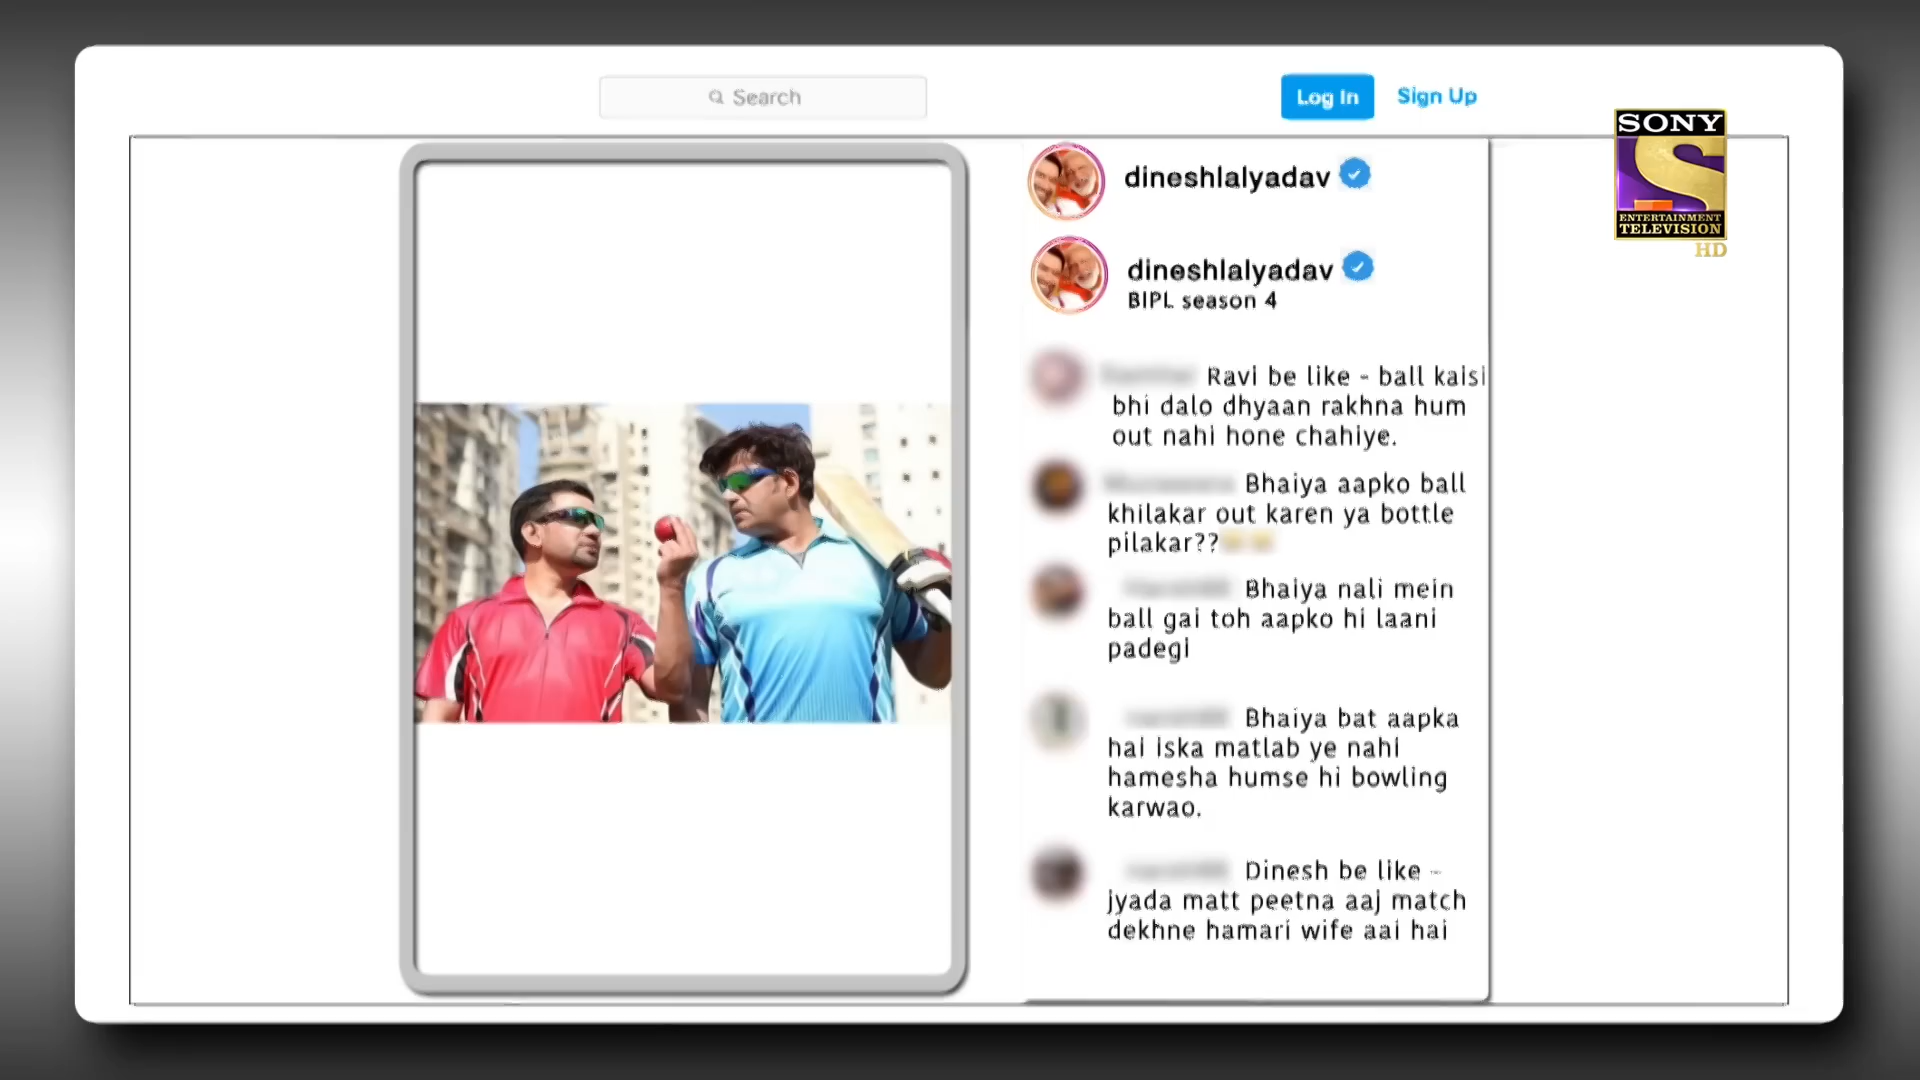 Search
Log In
Sign Up
SONY
ENTERTAINMENT
TELEVISION
HD
dineshlalyadav
dineshlalyadav
BIPL season 4
Ravi be like - ball kaisi
bhi dalo dhyaan rakhna hum
out nahi hone chahiye.
Bhaiya aapko ball
khilakar out karen ya bottle
pilakar??
Bhaiya nali mein
ball gai toh aapko hi laani
padegi
Bhaiya bat aapka
hai iska matlab ye nahi
hamesha humse hi bowling
karwao.
Dinesh be like -
jyada matt peetna aaj match
dekhne hamari wife aai hai